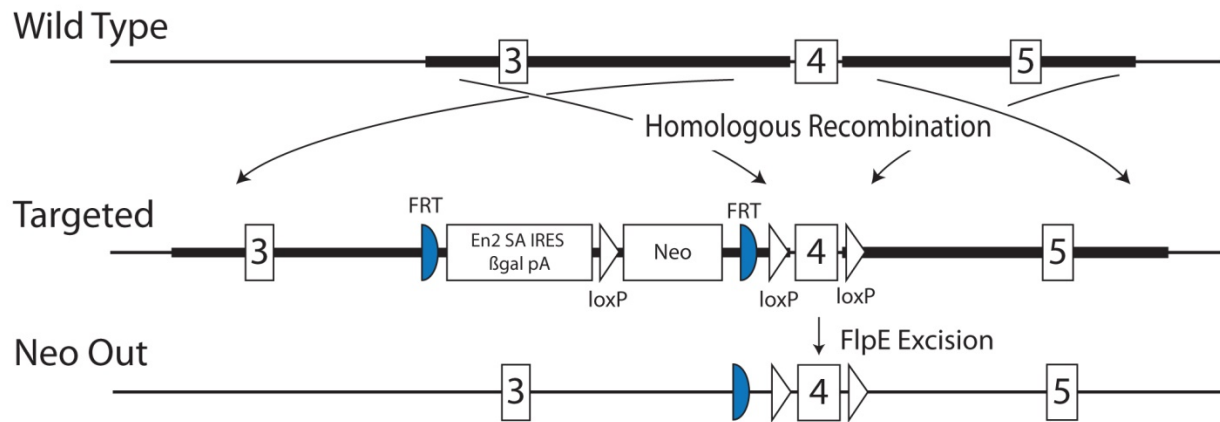 Wild Type
3
4
5
Homologous Recombination
Targeted
FRT
FRT
3
En2 SA IRES
ßgal pA
Neo
4
5
loxP
loxP
loxP
FlpE Excision
Neo Out
3
4
5